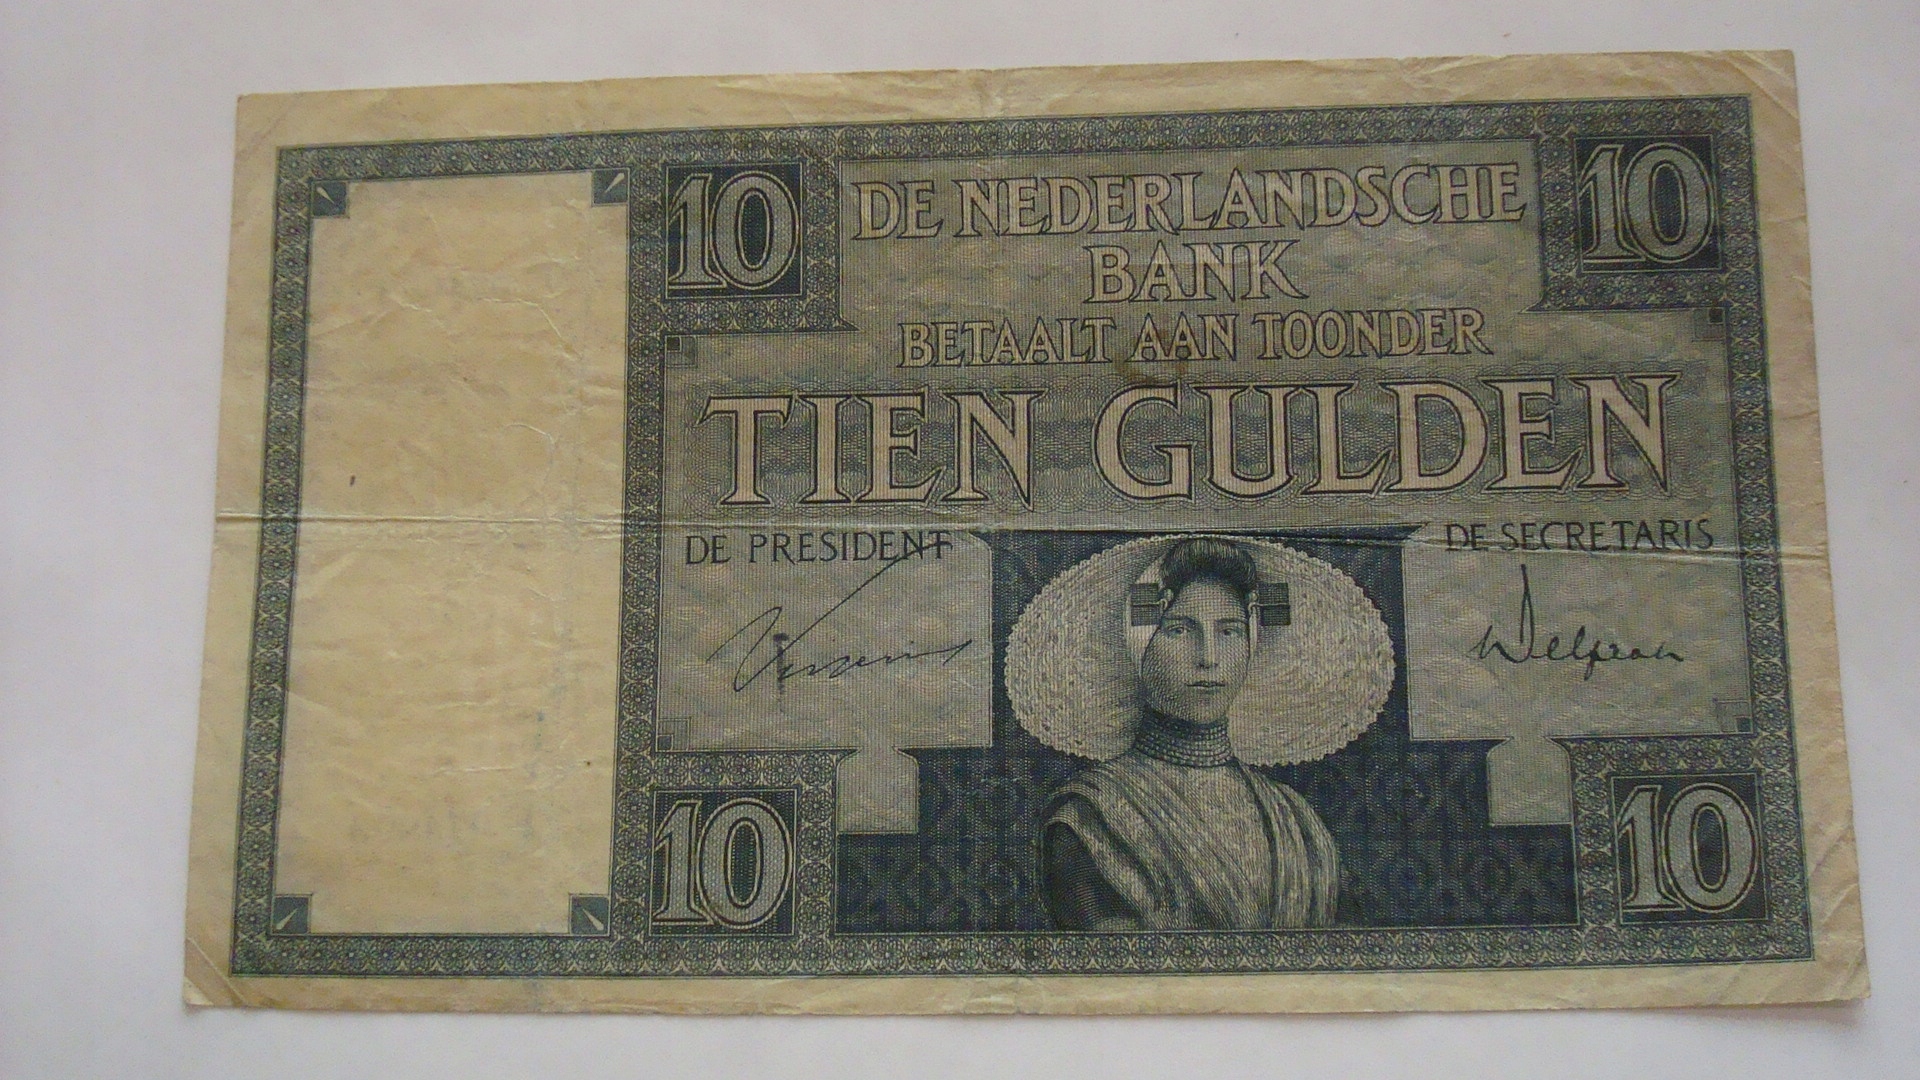 10 DE NEDERLANDSCHE 10
BANK
BETAALT AAN TOONDER
TIEN GULDEN
DE PRESIDENT DE SECRETARIS
10 10